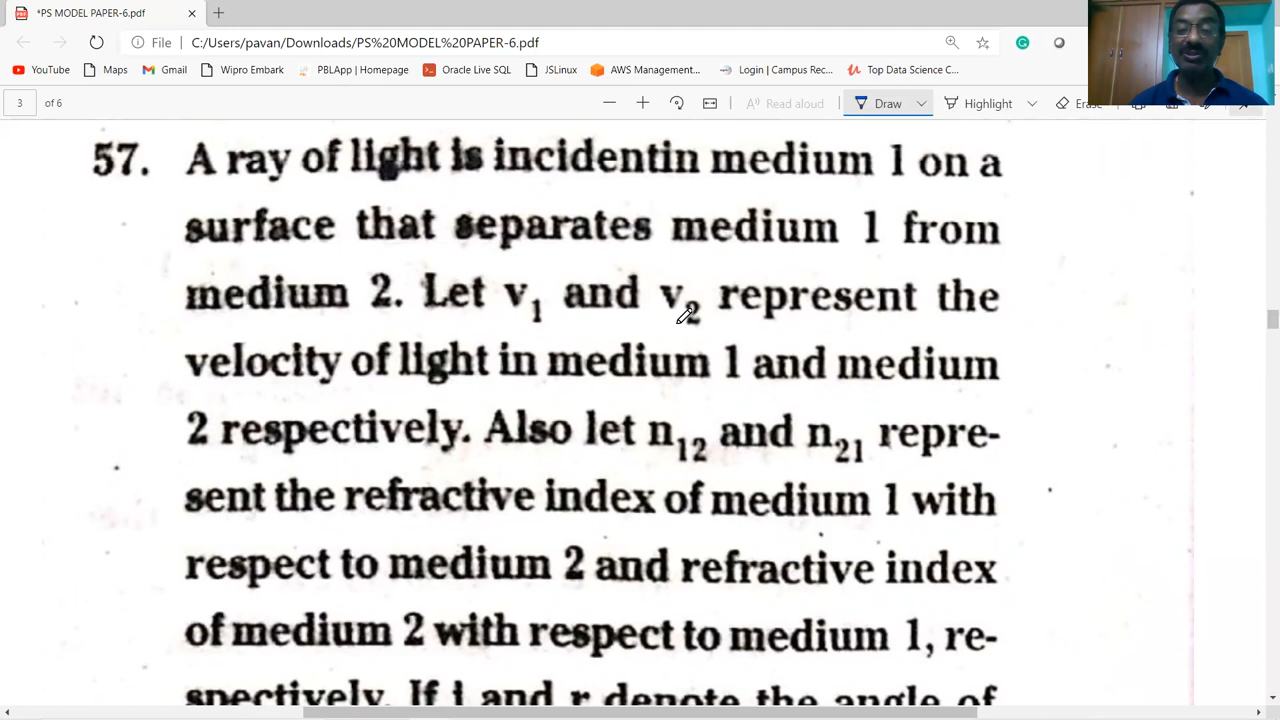 *PS MODEL PAPER-6.pdf
File C:/Users/pavan/Downloads/PS%20MODEL%20PAPER-6.pdf
YouTube Maps Gmail Wipro Embark PBLApp | Homepage Oracle Live SQL JSLinux AWS Management... Login | Campus Rec... Top Data Science C...
3 of 6 Read aloud Draw Highlight Erase
57. A ray of light is incidentin medium 1 on a
surface that separates medium 1 from
medium 2. Let v1 and v2 represent the
velocity of light in medium 1 and medium
2 respectively. Also let n12 and n21 repre-
sent the refractive index of medium 1 with
respect to medium 2 and refractive index
of medium 2 with respect to medium 1, re-
spectively. If i and r denote the angle of